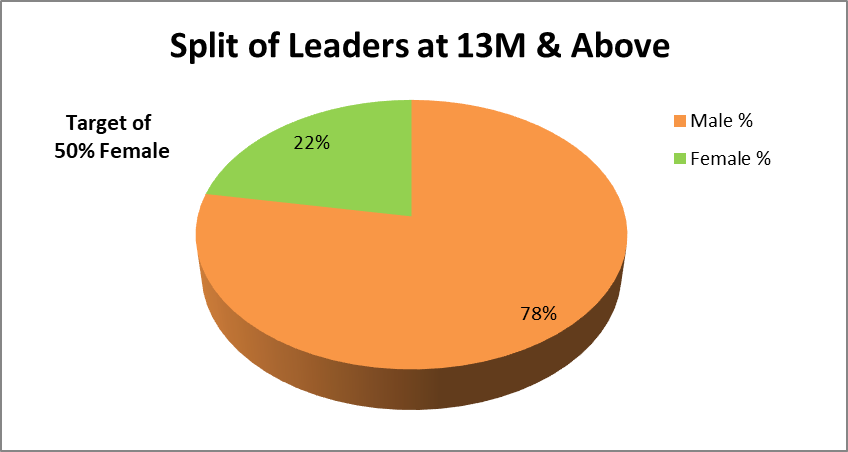 Split of Leaders at 13M & Above
Target of
50% Female
22%
78%
Male %
Female %